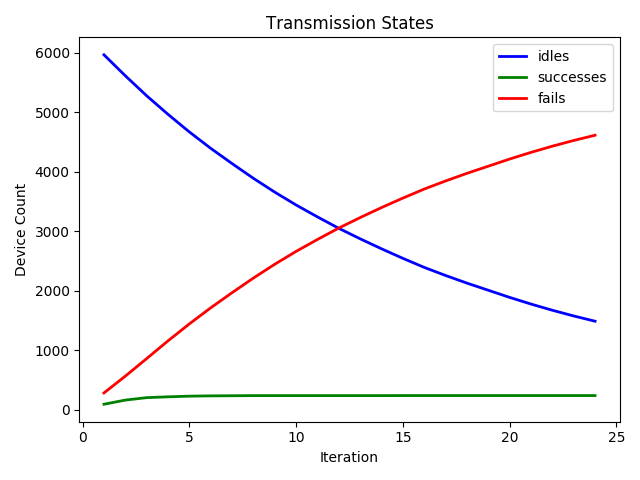 Transmission States
idles
successes
fails
Device Count
6000
5000
4000
3000
2000
1000
0
0 5 10 15 20 25
Iteration